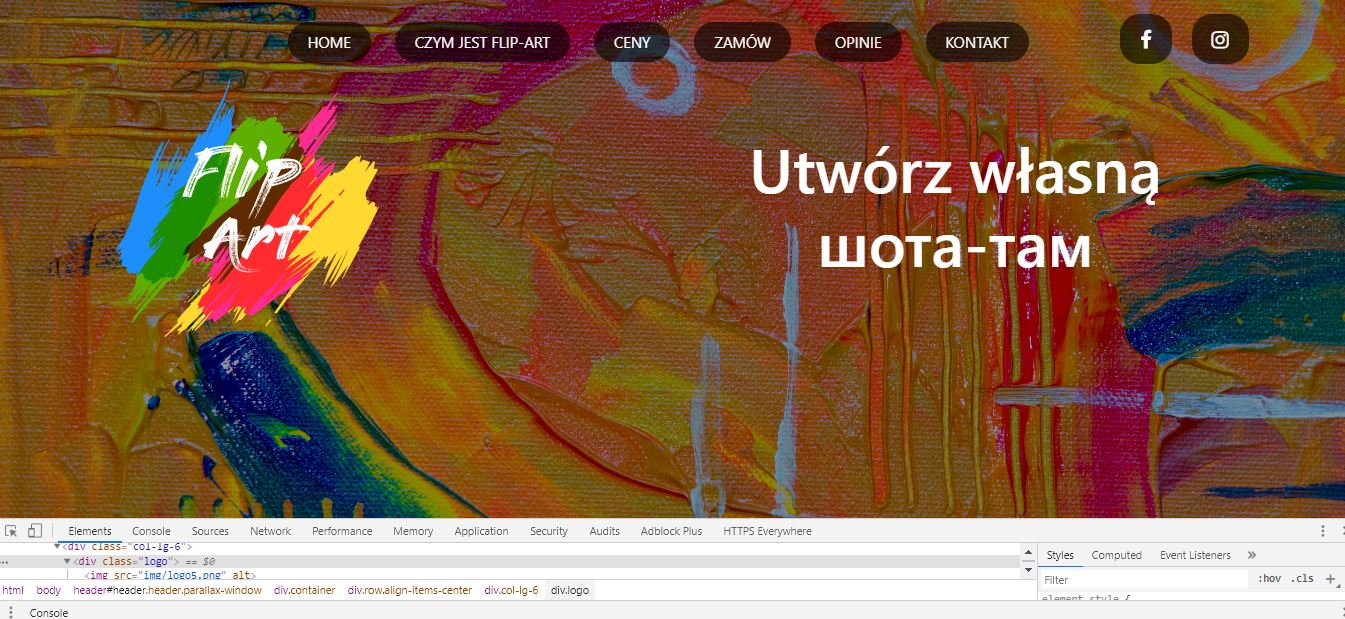 HOME CZYM JEST FLIP-ART CENY ZAMÓW OPINIE KONTAKT
Flip
Art
Utwórz własną
шота-там
Elements Console Sources Network Performance Memory Application Security Audits Adblock Plus HTTPS Everywhere
▼<div class="col-lg-6">
▼<div class="logo"> == $0
<img src="img/logo5.png" alt>
html body header#header.header.parallax-window div.container div.row.align-items-center div.col-lg-6 div.logo
Styles Computed Event Listeners »
Filter :hov .cls +
element.style {
Console